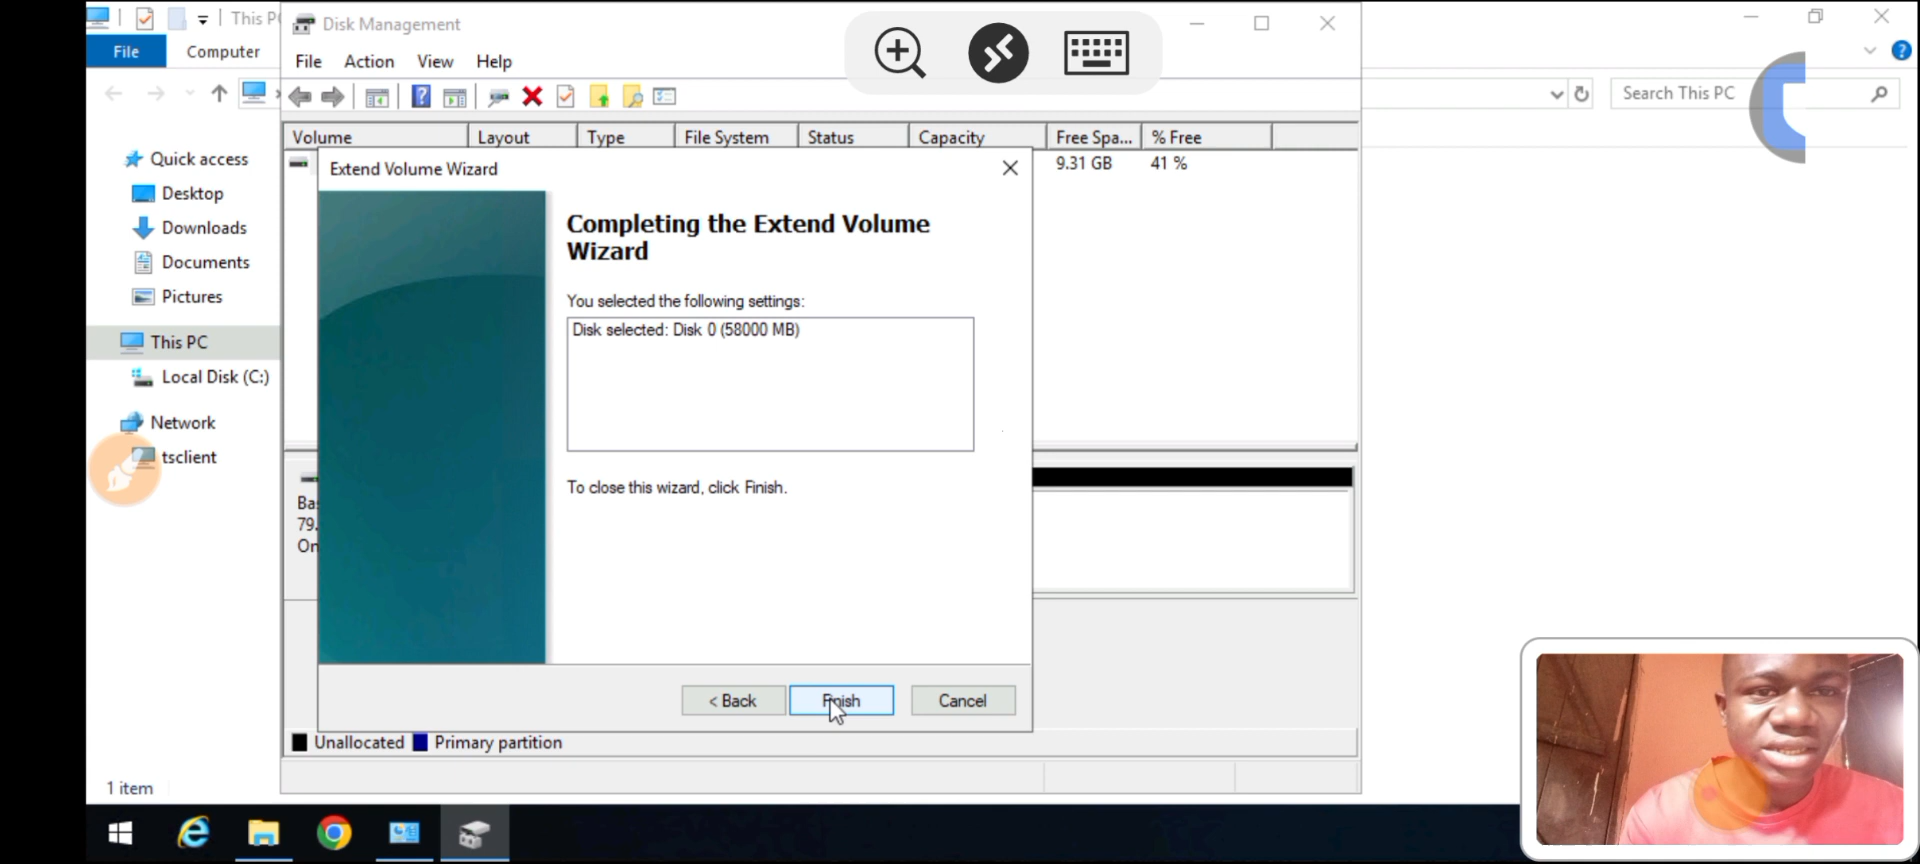 This P
File
Computer
Search This PC
Quick access
Desktop
Downloads
Documents
Pictures
This PC
Local Disk (C:)
Network
tsclient
1 item
Disk Management
File Action View Help
Volume Layout Type File System Status Capacity Free Spa... % Free
9.31 GB 41 %
Extend Volume Wizard
Completing the Extend Volume
Wizard
You selected the following settings:
Disk selected: Disk 0 (58000 MB)
To close this wizard, click Finish.
Bas
79.
On
< Back Finish Cancel
Unallocated Primary partition